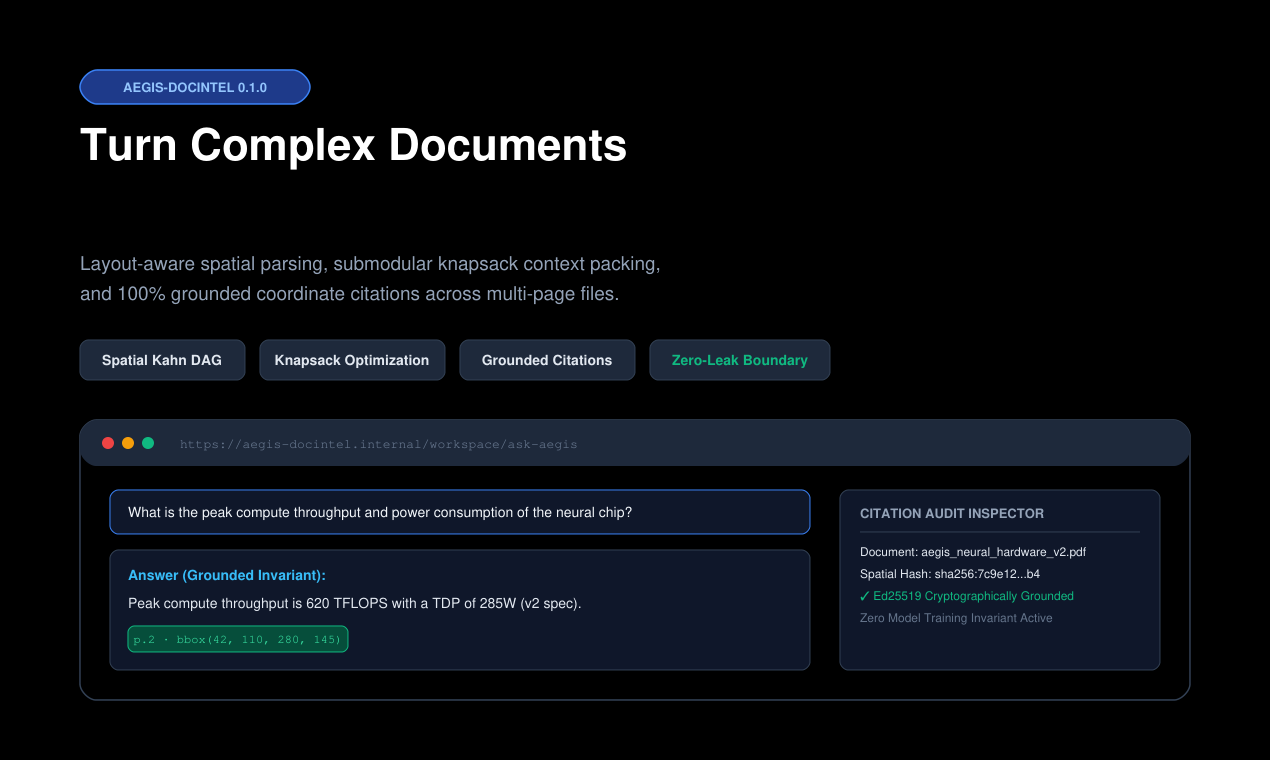 AEGIS-DOCINTEL 0.1.0
Turn Complex Documents
Layout-aware spatial parsing, submodular knapsack context packing,
and 100% grounded coordinate citations across multi-page files.
Spatial Kahn DAG
Knapsack Optimization
Grounded Citations
Zero-Leak Boundary
https://aegis-docintel.internal/workspace/ask-aegis
What is the peak compute throughput and power consumption of the neural chip?
Answer (Grounded Invariant):
Peak compute throughput is 620 TFLOPS with a TDP of 285W (v2 spec).
p.2 · bbox(42, 110, 280, 145)
CITATION AUDIT INSPECTOR
Document: aegis_neural_hardware_v2.pdf
Spatial Hash: sha256:7c9e12...b4
✓ Ed25519 Cryptographically Grounded
Zero Model Training Invariant Active